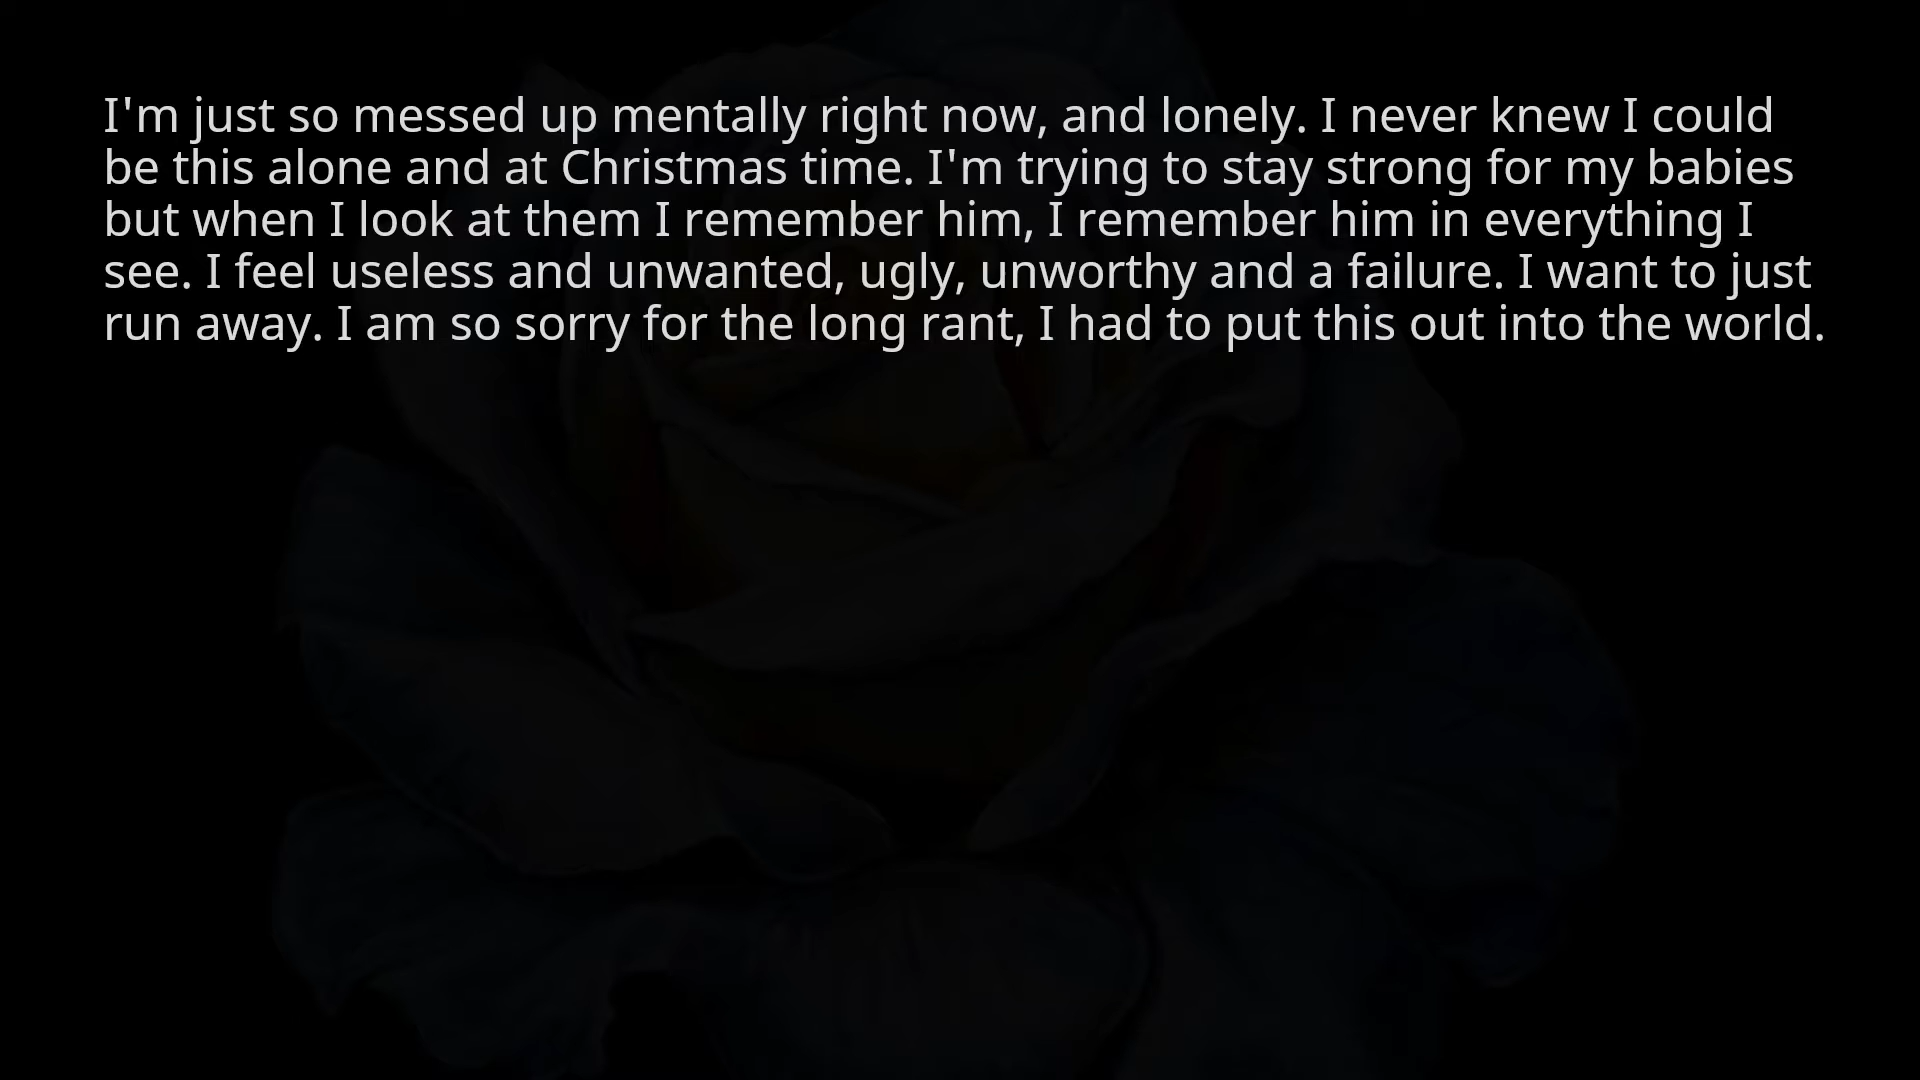 I'm just so messed up mentally right now, and lonely. I never knew I could
be this alone and at Christmas time. I'm trying to stay strong for my babies
but when I look at them I remember him, I remember him in everything I
see. I feel useless and unwanted, ugly, unworthy and a failure. I want to just
run away. I am so sorry for the long rant, I had to put this out into the world.